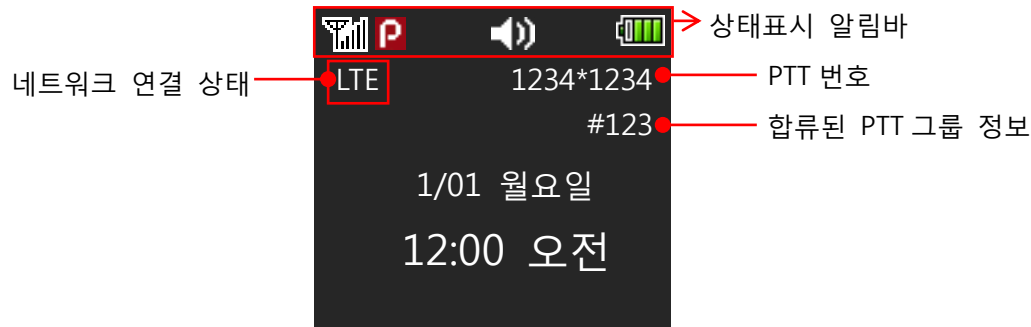 P
상태표시 알림바
네트워크 연결 상태
LTE
1234*1234
PTT 번호
#123
합류된 PTT 그룹 정보
1/01 월요일
12:00 오전